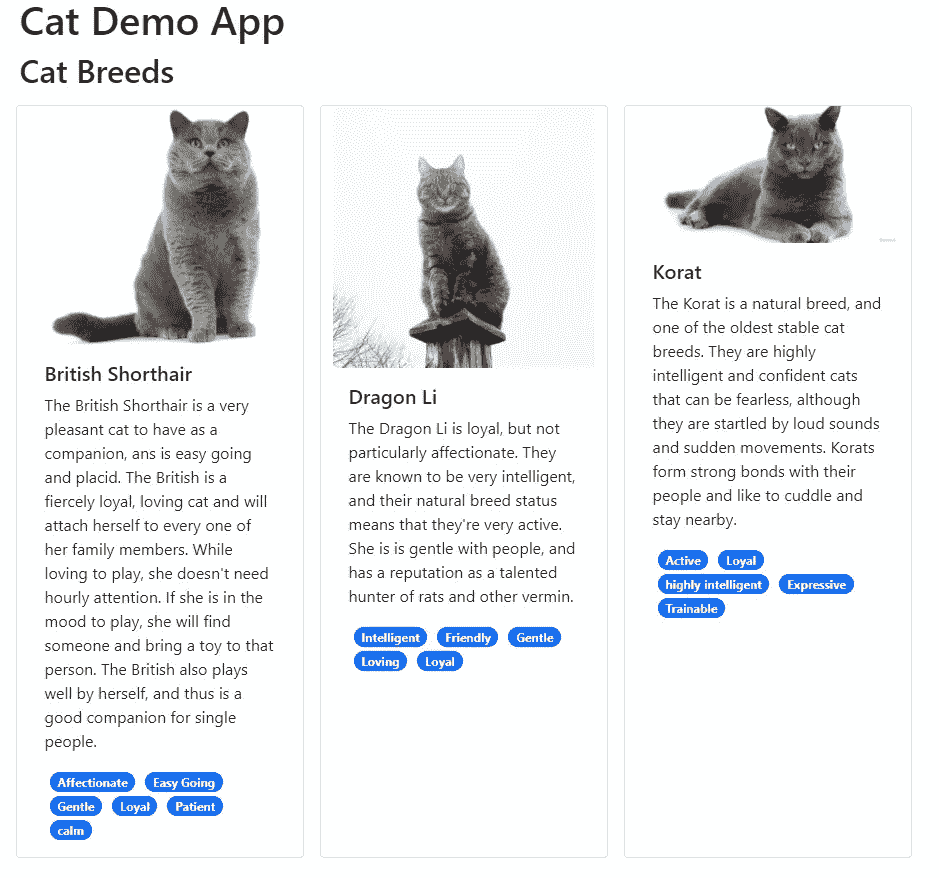 Cat Demo App
Cat Breeds
British Shorthair
The British Shorthair is a very
pleasant cat to have as a
companion, ans is easy going
and placid. The British is a
fiercely loyal, loving cat and will
attach herself to every one of
her family members. While
loving to play, she doesn't need
hourly attention. If she is in the
mood to play, she will find
someone and bring a toy to that
person. The British also plays
well by herself, and thus is a
good companion for single
people.
Affectionate Easy Going
Gentle Loyal Patient
calm
Dragon Li
The Dragon Li is loyal, but not
particularly affectionate. They
are known to be very intelligent,
and their natural breed status
means that they're very active.
She is is gentle with people, and
has a reputation as a talented
hunter of rats and other vermin.
Intelligent Friendly Gentle
Loving Loyal
Korat
The Korat is a natural breed, and
one of the oldest stable cat
breeds. They are highly
intelligent and confident cats
that can be fearless, although
they are startled by loud sounds
and sudden movements. Korats
form strong bonds with their
people and like to cuddle and
stay nearby.
Active Loyal
highly intelligent Expressive
Trainable